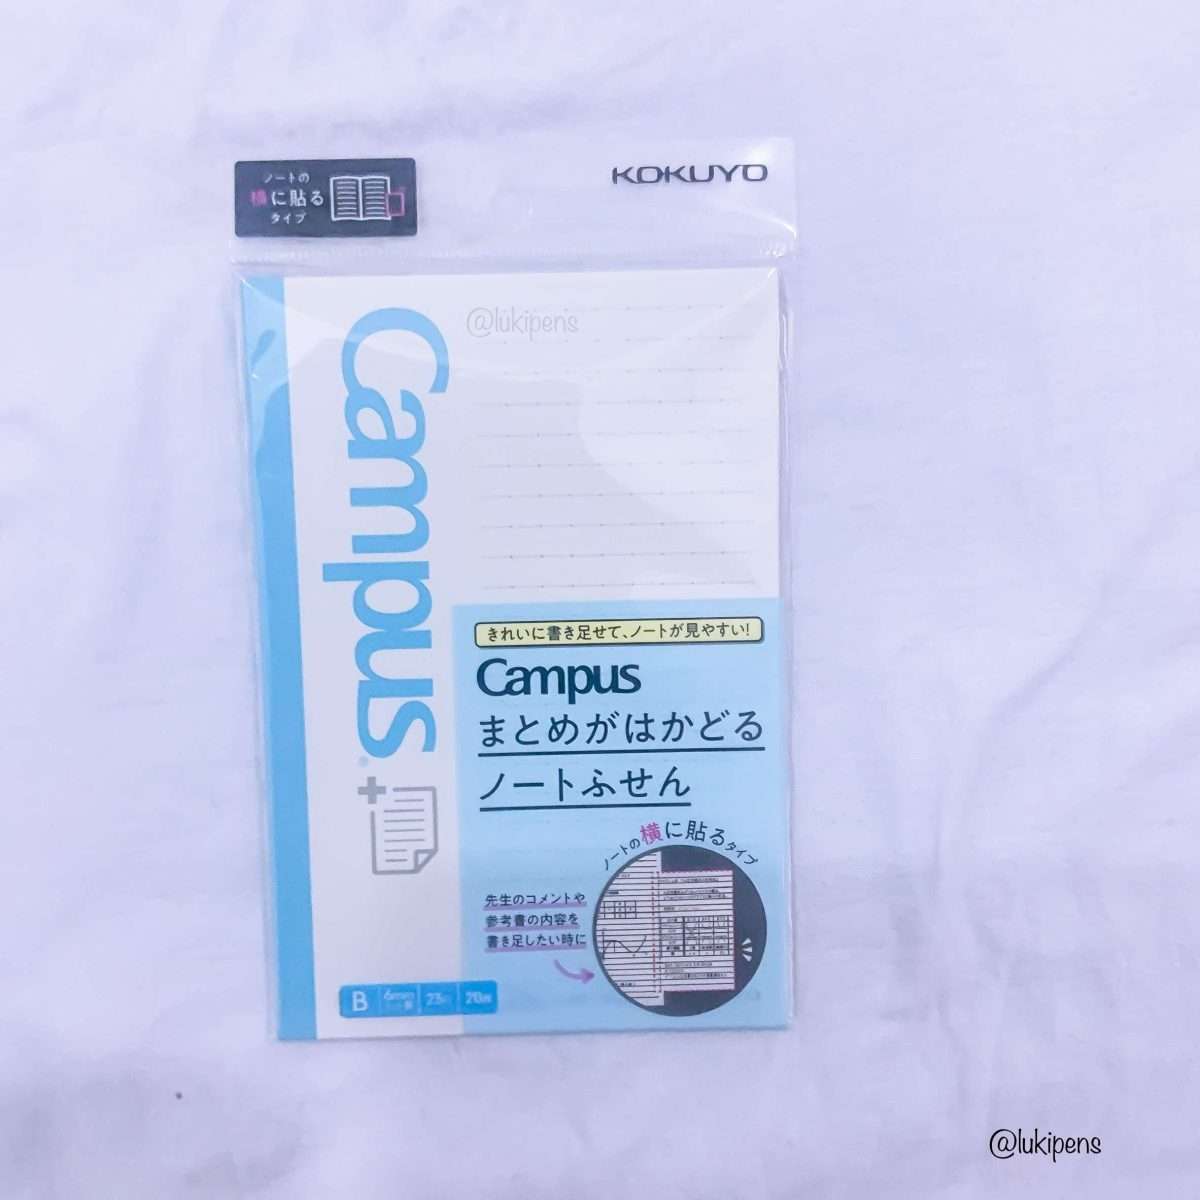 ノートの
横に貼る
タイプ
KOKUYO
@lukipens
Campus
きれいに書き足せて、ノートが見やすい!
Campus
まとめがはかどる
ノートふせん
ノートの横に貼るタイプ
先生のコメントや
参考書の内容を
書き足したい時に
B 6mm 23 20
@lukipens